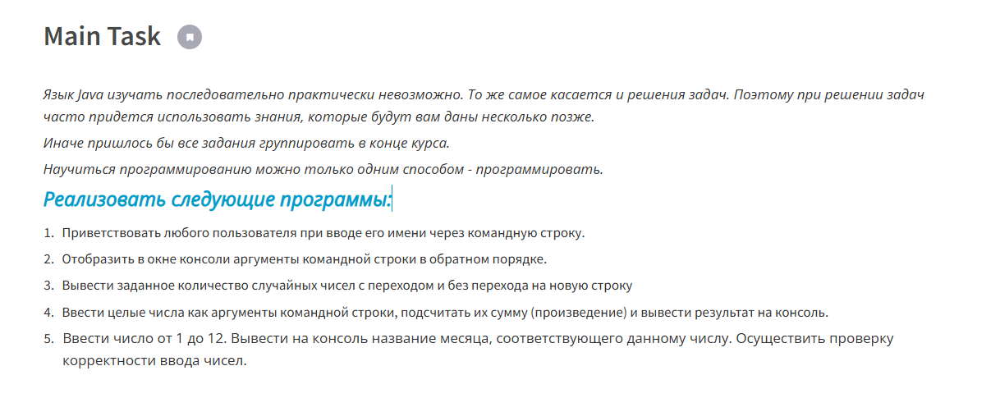 Main Task
Язык Java изучать последовательно практически невозможно. То же самое касается и решения задач. Поэтому при решении задач
часто придется использовать знания, которые будут вам даны несколько позже.
Иначе пришлось бы все задания группировать в конце курса.
Научиться программированию можно только одним способом - программировать.
Реализовать следующие программы:
1. Приветствовать любого пользователя при вводе его имени через командную строку.
2. Отобразить в окне консоли аргументы командной строки в обратном порядке.
3. Вывести заданное количество случайных чисел с переходом и без перехода на новую строку
4. Ввести целые числа как аргументы командной строки, подсчитать их сумму (произведение) и вывести результат на консоль.
5. Ввести число от 1 до 12. Вывести на консоль название месяца, соответствующего данному числу. Осуществить проверку
корректности ввода чисел.